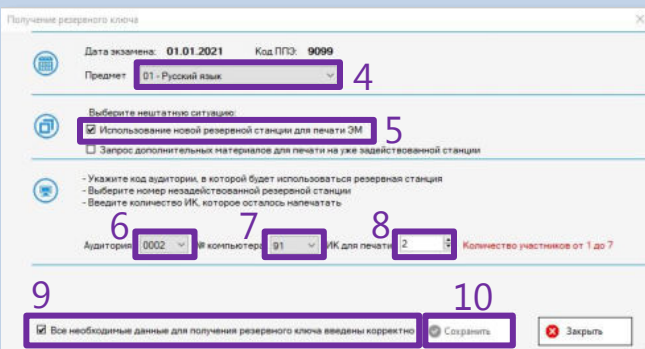 Получение резервного ключа
Дата экзамена: 01.01.2021 Код ППЭ: 9099
Предмет 01 - Русский язык 4
Выберите нештатную ситуацию:
Использование новой резервной станции для печати ЭМ 5
Запрос дополнительных материалов для печати на уже задействованной станции
- Укажите код аудитории, в которой будет использоваться резервная станция
- Выберите номер незадействованной резервной станции
- Введите количество ИК, которое осталось напечатать
6 7 8
Аудитория 0002 № компьютера 91 ИК для печати 2 Количество участников от 1 до 7
9 10
Все необходимые данные для получения резервного ключа введены корректно Сохранить Закрыть